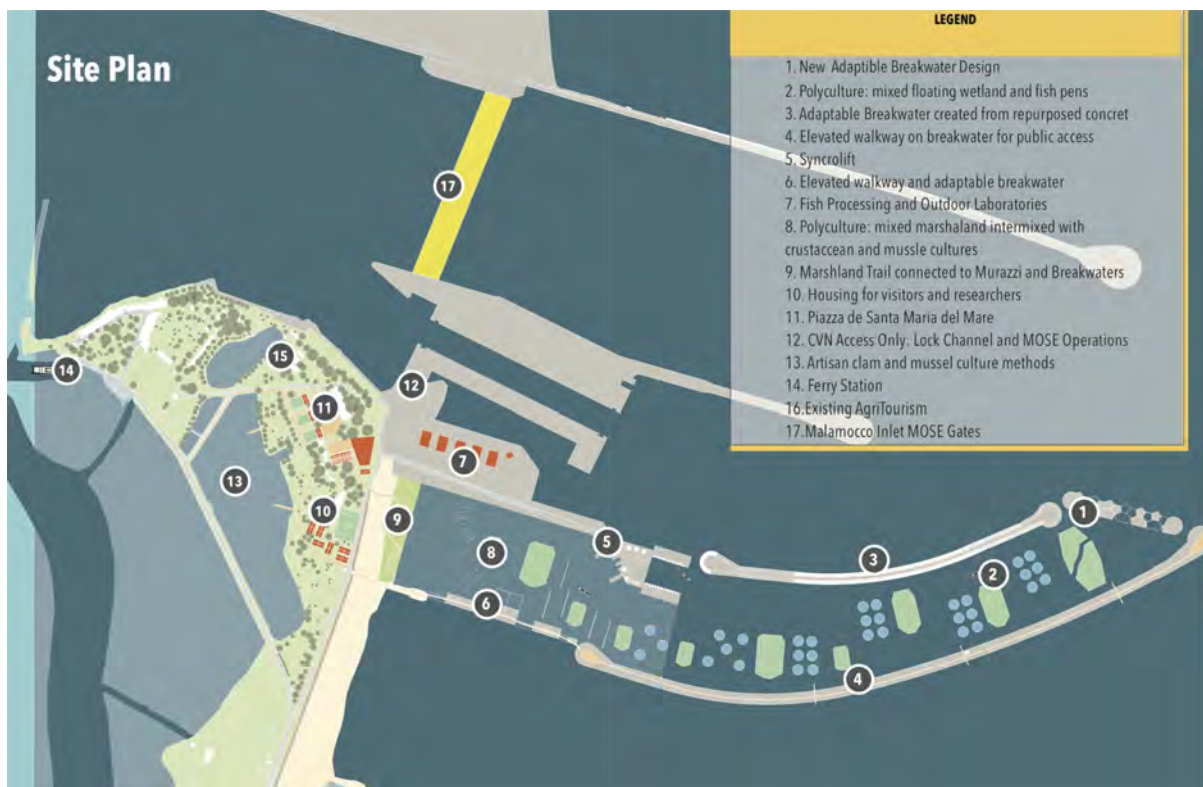 Site Plan
LEGEND
1. New Adaptible Breakwater Design
2. Polyculture: mixed floating wetland and fish pens
3. Adaptable Breakwater created from repurposed concret
4. Elevated walkway on breakwater for public access
5. Syncrolift
6. Elevated walkway and adaptable breakwater
7. Fish Processing and Outdoor Laboratories
8. Polyculture: mixed marshaland intermixed with
crustaccean and mussle cultures
9. Marshland Trail connected to Murazzi and Breakwaters
10. Housing for visitors and researchers
11. Piazza de Santa Maria del Mare
12. CVN Access Only: Lock Channel and MOSE Operations
13. Artisan clam and mussel culture methods
14. Ferry Station
16.Existing AgriTourism
17.Malamocco Inlet MOSE Gates
17
14
15
12
11
7
13
10
9
8
5
6
3
1
2
4